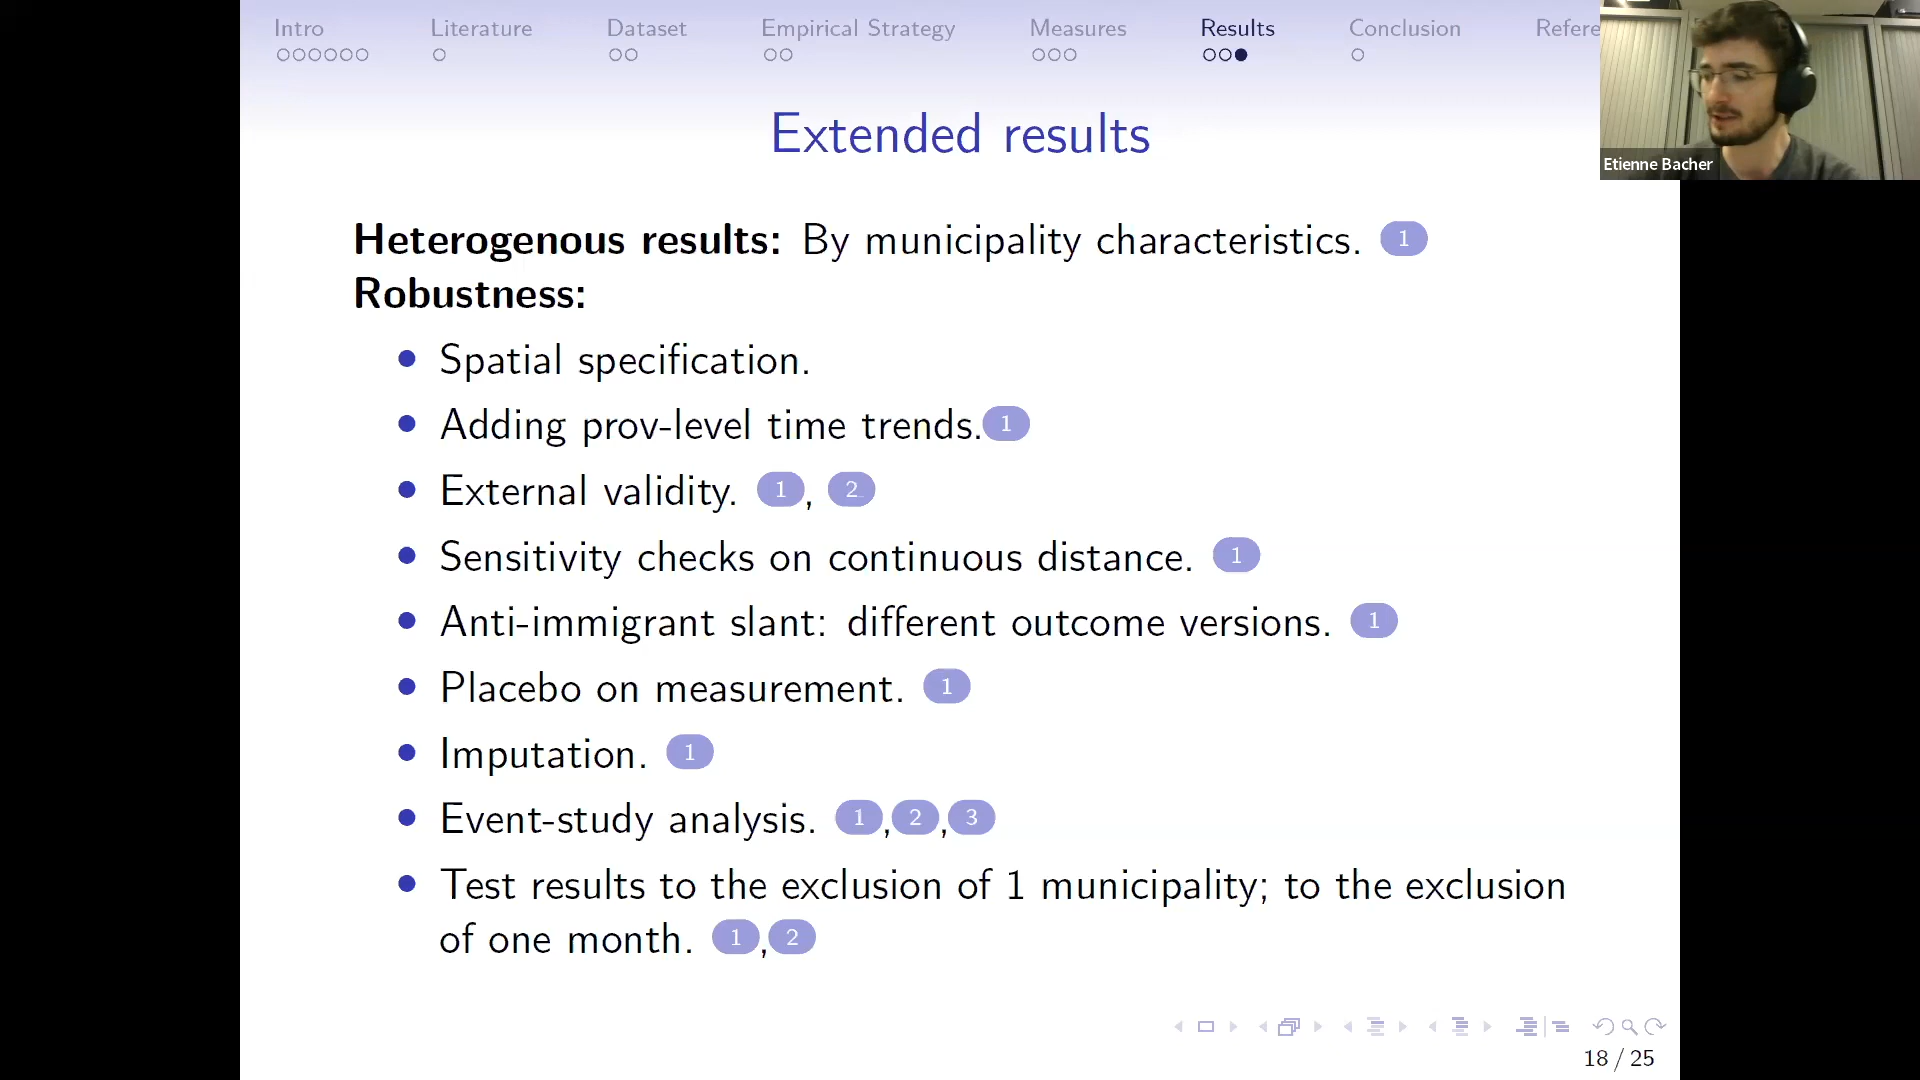 Intro Literature Dataset Empirical Strategy Measures Results Conclusion Refere
Extended results
Etienne Bacher
Heterogenous results: By municipality characteristics. 1
Robustness:
• Spatial specification.
• Adding prov-level time trends. 1
• External validity. 1, 2
• Sensitivity checks on continuous distance. 1
• Anti-immigrant slant: different outcome versions. 1
• Placebo on measurement. 1
• Imputation. 1
• Event-study analysis. 1,2,3
• Test results to the exclusion of 1 municipality; to the exclusion
of one month. 1,2
18 / 25